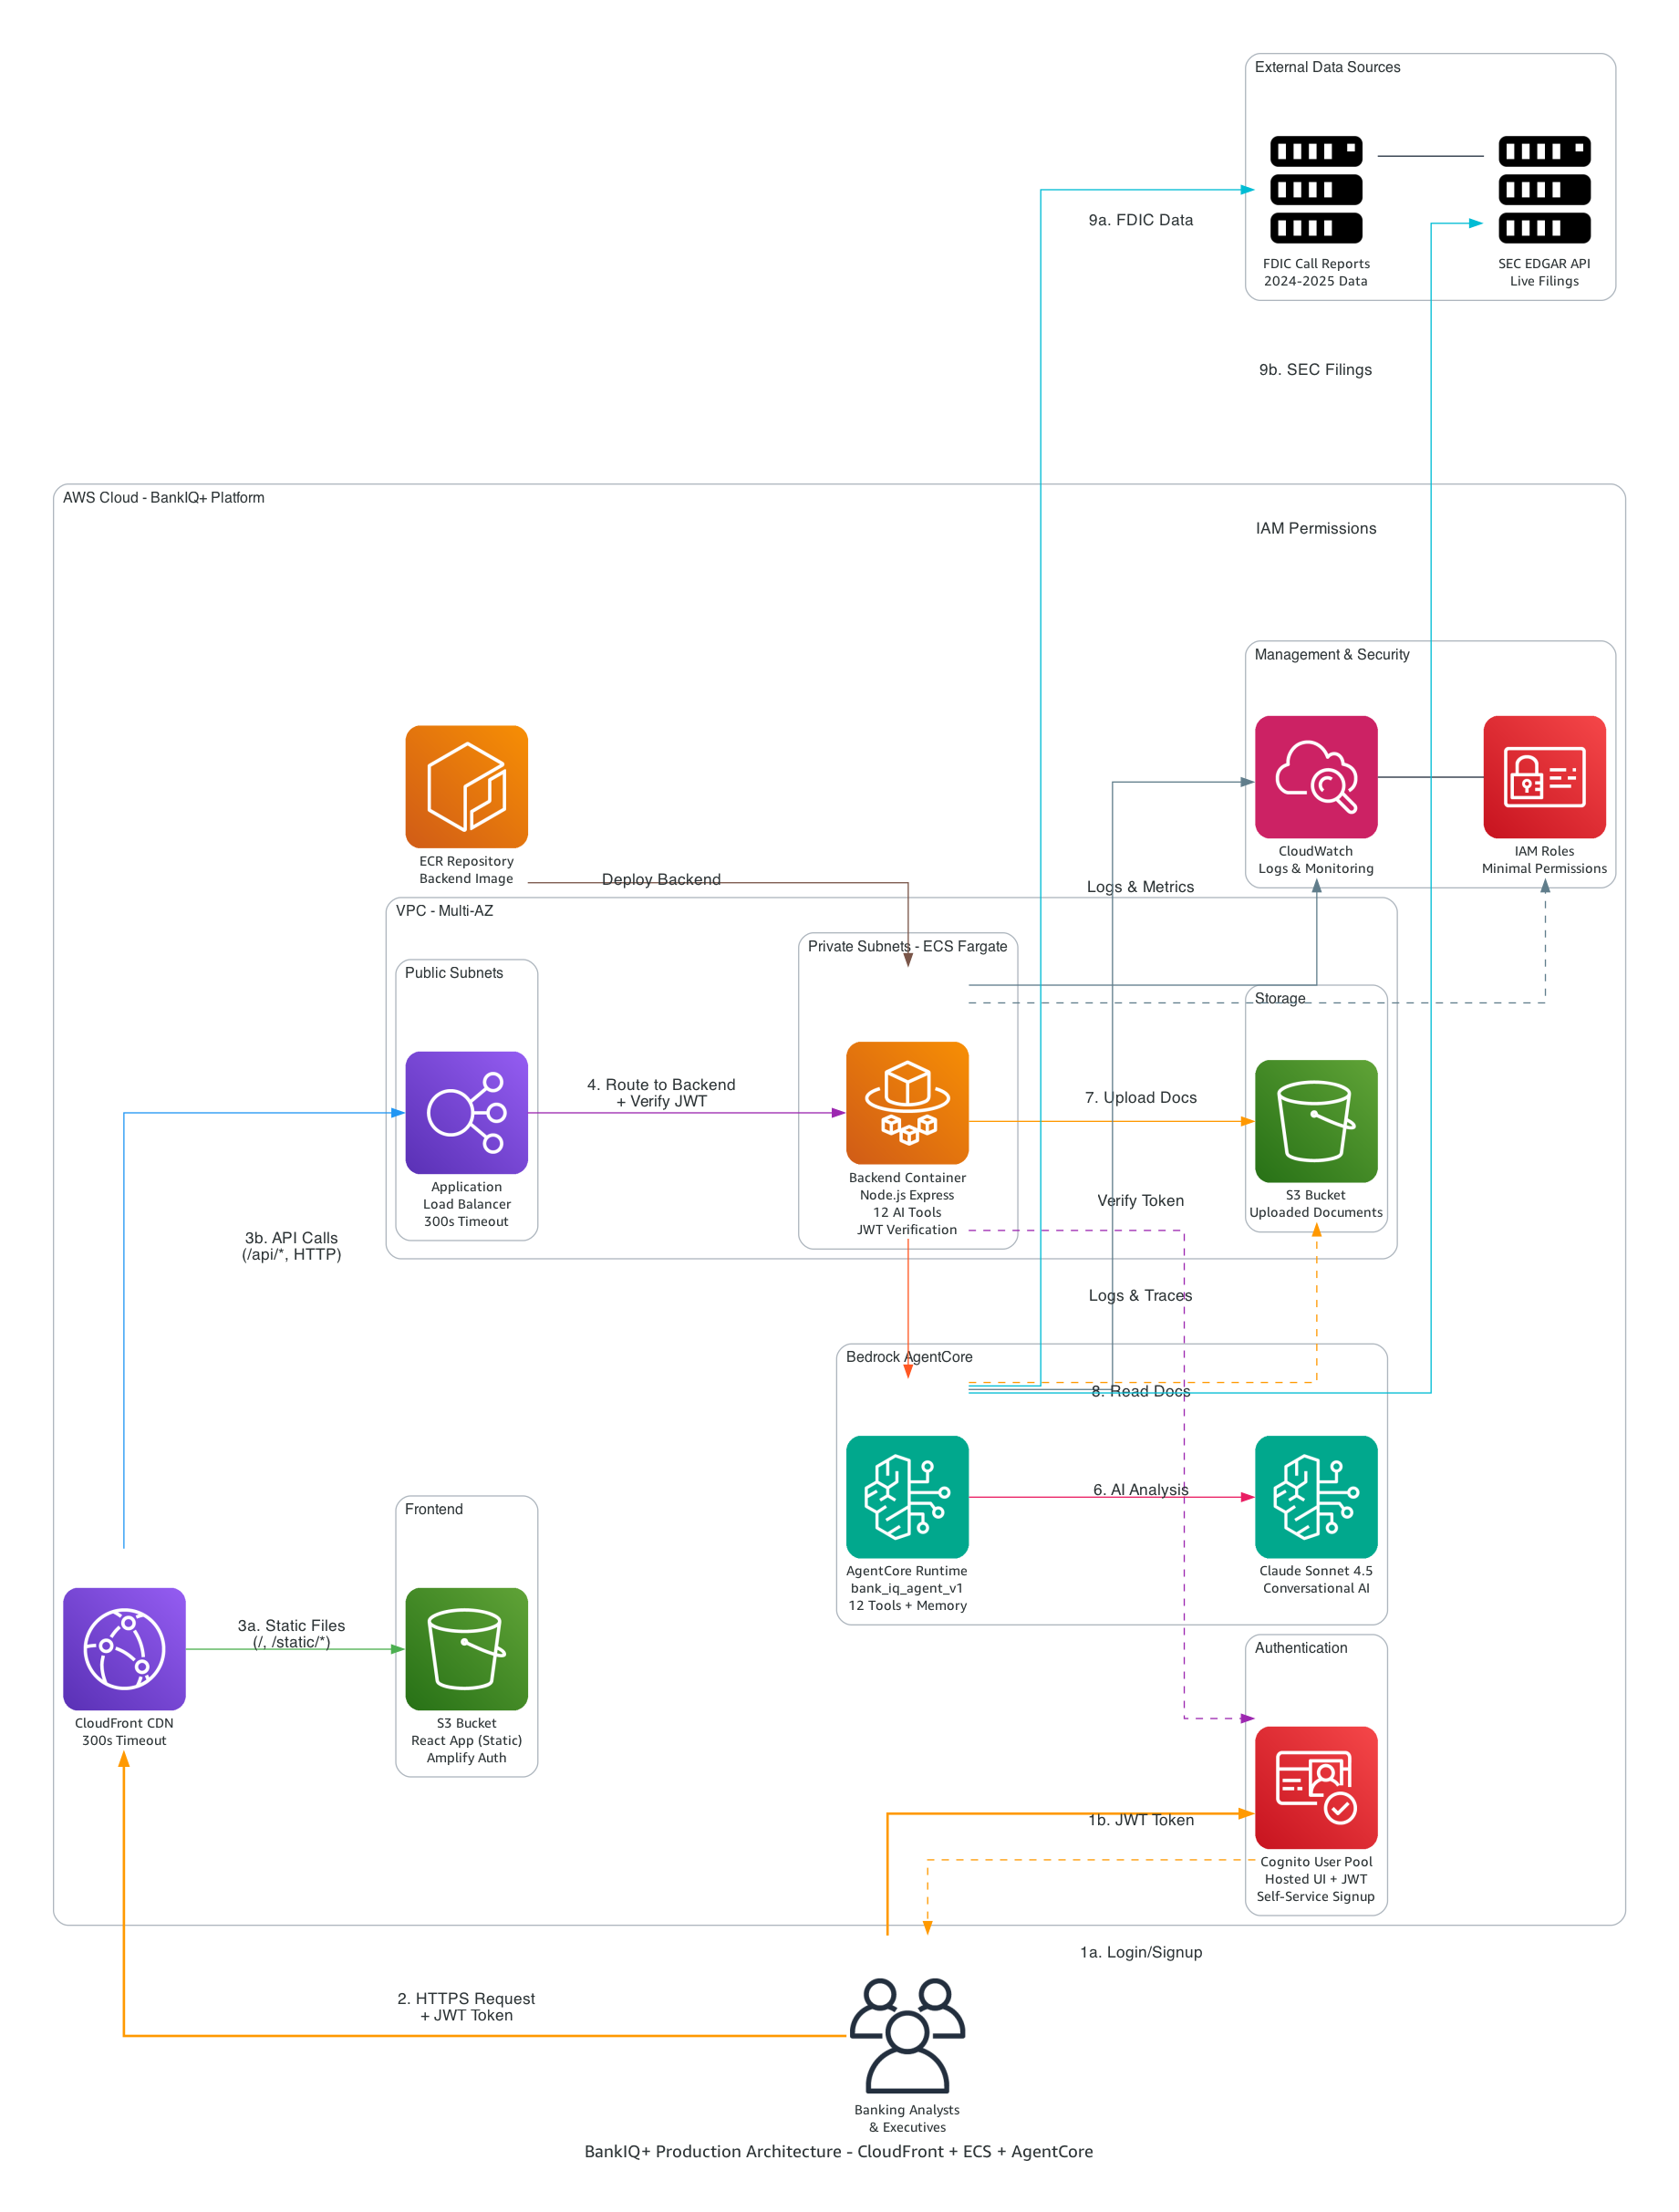 External Data Sources
9a. FDIC Data
FDIC Call Reports
2024-2025 Data
SEC EDGAR API
Live Filings
9b. SEC Filings
AWS Cloud - BankIQ+ Platform
IAM Permissions
Management & Security
CloudWatch
Logs & Monitoring
IAM Roles
Minimal Permissions
ECR Repository
Backend Image
Deploy Backend
Logs & Metrics
VPC - Multi-AZ
Private Subnets - ECS Fargate
Public Subnets
Storage
4. Route to Backend
+ Verify JWT
7. Upload Docs
Application
Load Balancer
300s Timeout
Backend Container
Node.js Express
12 AI Tools
JWT Verification
S3 Bucket
Uploaded Documents
Verify Token
3b. API Calls
(/api/*, HTTP)
Logs & Traces
Bedrock AgentCore
8. Read Docs
6. AI Analysis
AgentCore Runtime
bank_iq_agent_v1
12 Tools + Memory
Claude Sonnet 4.5
Conversational AI
Frontend
3a. Static Files
(/, /static/*)
CloudFront CDN
300s Timeout
S3 Bucket
React App (Static)
Amplify Auth
Authentication
1b. JWT Token
Cognito User Pool
Hosted UI + JWT
Self-Service Signup
1a. Login/Signup
2. HTTPS Request
+ JWT Token
Banking Analysts
& Executives
BankIQ+ Production Architecture - CloudFront + ECS + AgentCore